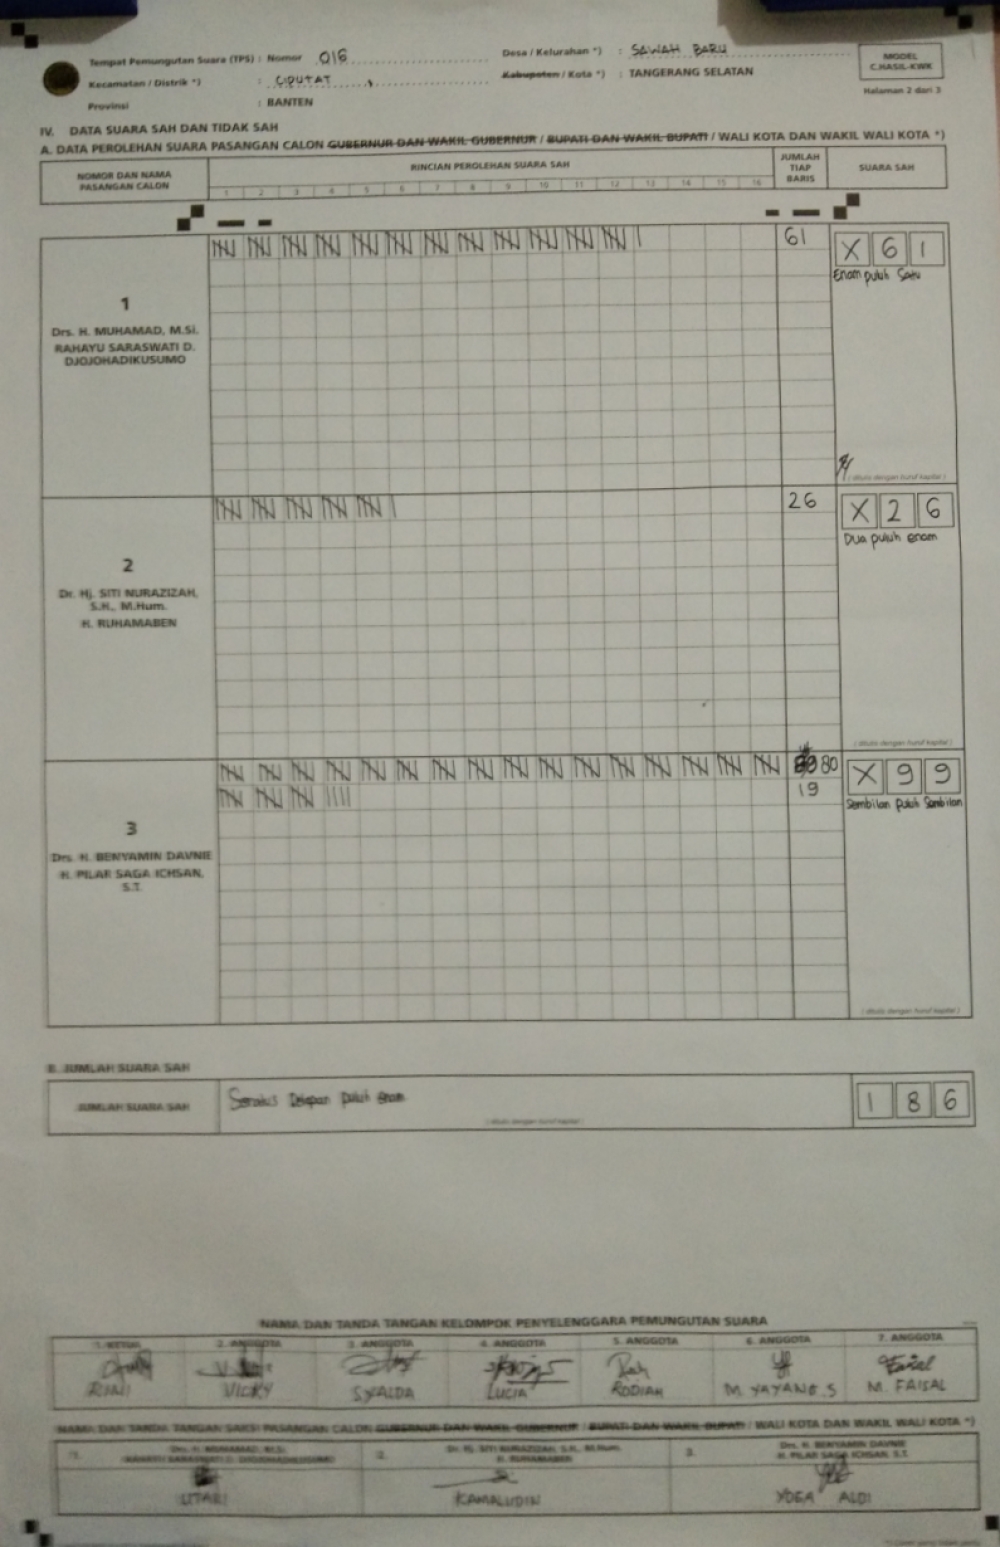 Tempat Pemungutan Suara (TPS) : Nomor 016
Desa / Kelurahan *) : SAWAH BARU
MODEL
C.HASIL-KWK
Kecamatan / Distrik *) : CIPUTAT
Kabupaten / Kota *) : TANGERANG SELATAN
Halaman 2 dari 3
Provinsi : BANTEN
IV. DATA SUARA SAH DAN TIDAK SAH
A. DATA PEROLEHAN SUARA PASANGAN CALON GUBERNUR DAN WAKIL GUBERNUR / BUPATI DAN WAKIL BUPATI / WALI KOTA DAN WAKIL WALI KOTA *)
NOMOR DAN NAMA
PASANGAN CALON
RINCIAN PEROLEHAN SUARA SAH
1 2 3 4 5 6 7 8 9 10 11 12 13 14 15 16
JUMLAH
TIAP
BARIS
SUARA SAH
1
Drs. H. MUHAMAD, M.Si.
RAHAYU SARASWATI D.
DJOJOHADIKUSUMO
61
X 6 1
Enam puluh Satu
( ditulis dengan huruf kapital )
2
Dr. Hj. SITI NURAZIZAH,
S.H., M.Hum.
H. RUHAMABEN
26
X 2 6
Dua puluh enam
( ditulis dengan huruf kapital )
3
Drs. H. BENYAMIN DAVNIE
H. PILAR SAGA ICHSAN,
S.T.
80
19
X 9 9
Sembilan puluh Sembilan
( ditulis dengan huruf kapital )
B. JUMLAH SUARA SAH
JUMLAH SUARA SAH
Seratus Delapan puluh enam
( ditulis dengan huruf kapital )
1 8 6
NAMA DAN TANDA TANGAN KELOMPOK PENYELENGGARA PEMUNGUTAN SUARA
1. KETUA 2. ANGGOTA 3. ANGGOTA 4. ANGGOTA 5. ANGGOTA 6. ANGGOTA 7. ANGGOTA
RINI VICKY SYALDA LUCIA RODIAH M. YAYANG.S M. FAISAL
NAMA DAN TANDA TANGAN SAKSI PASANGAN CALON GUBERNUR DAN WAKIL GUBERNUR / BUPATI DAN WAKIL BUPATI / WALI KOTA DAN WAKIL WALI KOTA *)
1. Drs. H. MUHAMAD, M.Si.
RAHAYU SARASWATI D. DJOJOHADIKUSUMO
2. Dr. Hj. SITI NURAZIZAH, S.H., M.Hum.
H. RUHAMABEN
3. Drs. H. BENYAMIN DAVNIE
H. PILAR SAGA ICHSAN, S.T.
UTARI KAMALUDIN YOGA ALDI